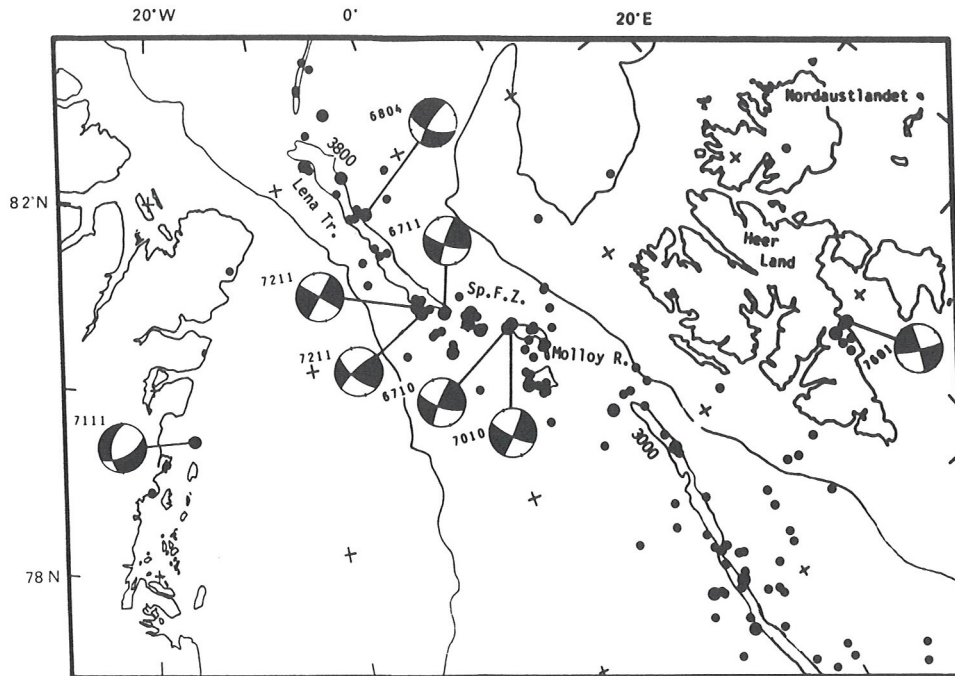 20°W
0°
20°E
Nordaustlandet
6804
3800
82°N
Lena Tr.
6711
Heer
Land
7211
Sp.F.Z.
7211
Molloy R.
7801
6710
7111
7010
3000
78 N